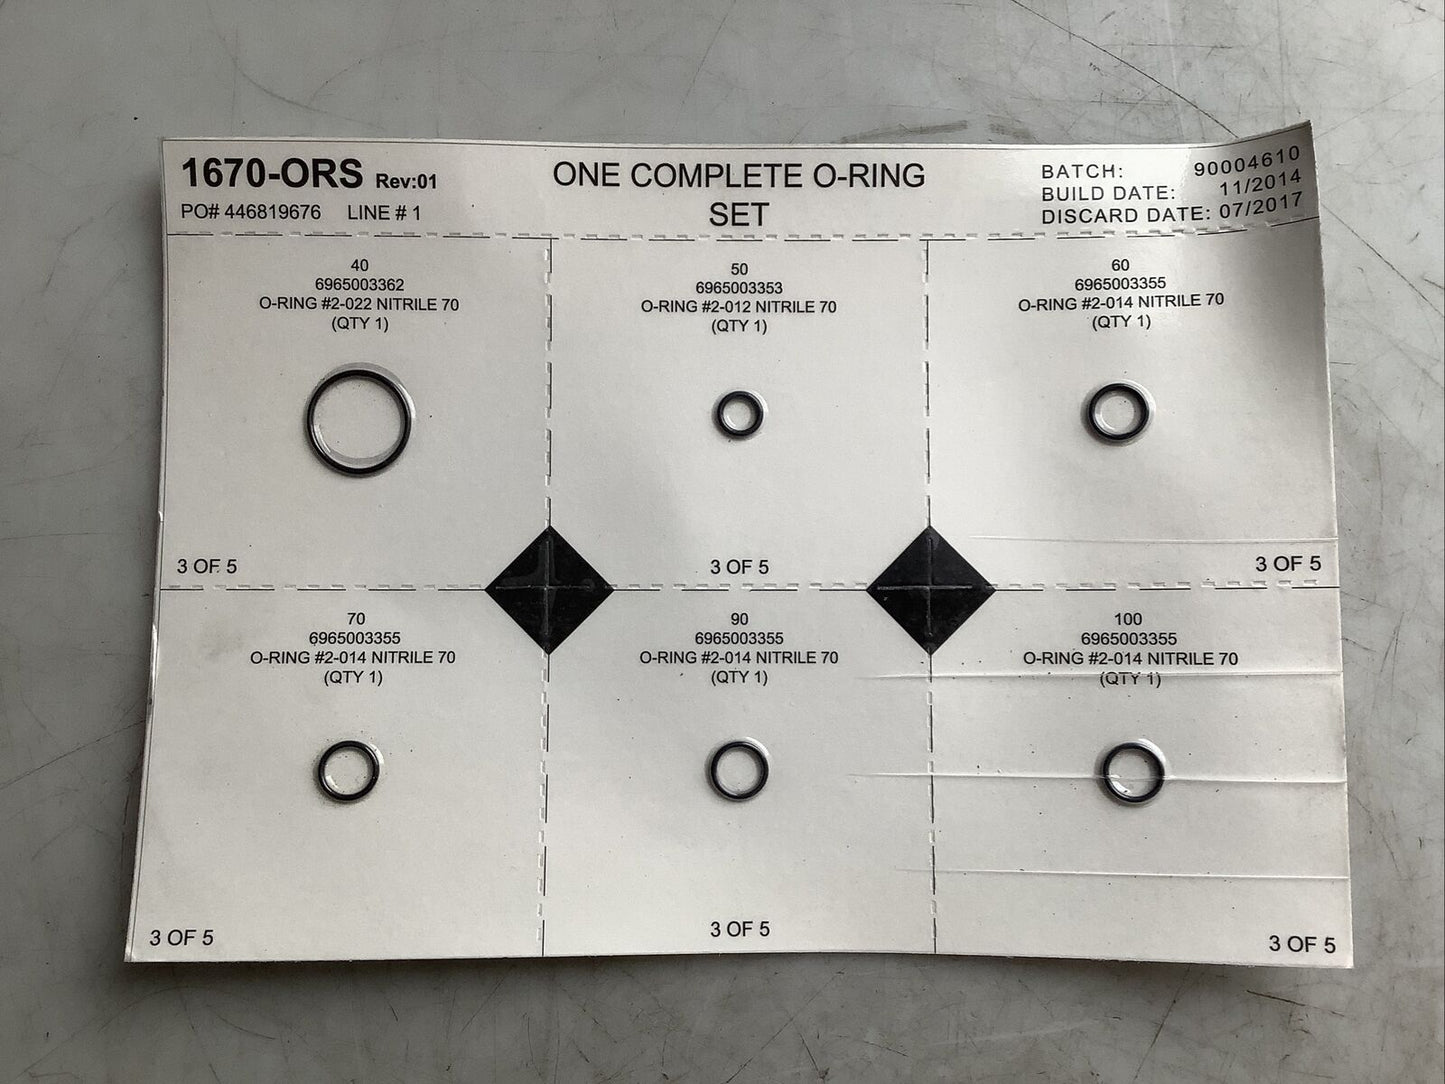 1670-ORS Rev:01
PO# 446819676 LINE # 1
ONE COMPLETE O-RING
SET
BATCH: 90004610
BUILD DATE: 11/2014
DISCARD DATE: 07/2017
40
6965003362
O-RING #2-022 NITRILE 70
(QTY 1)
3 OF 5
50
6965003353
O-RING #2-012 NITRILE 70
(QTY 1)
3 OF 5
60
6965003355
O-RING #2-014 NITRILE 70
(QTY 1)
3 OF 5
70
6965003355
O-RING #2-014 NITRILE 70
(QTY 1)
3 OF 5
90
6965003355
O-RING #2-014 NITRILE 70
(QTY 1)
3 OF 5
100
6965003355
O-RING #2-014 NITRILE 70
(QTY 1)
3 OF 5